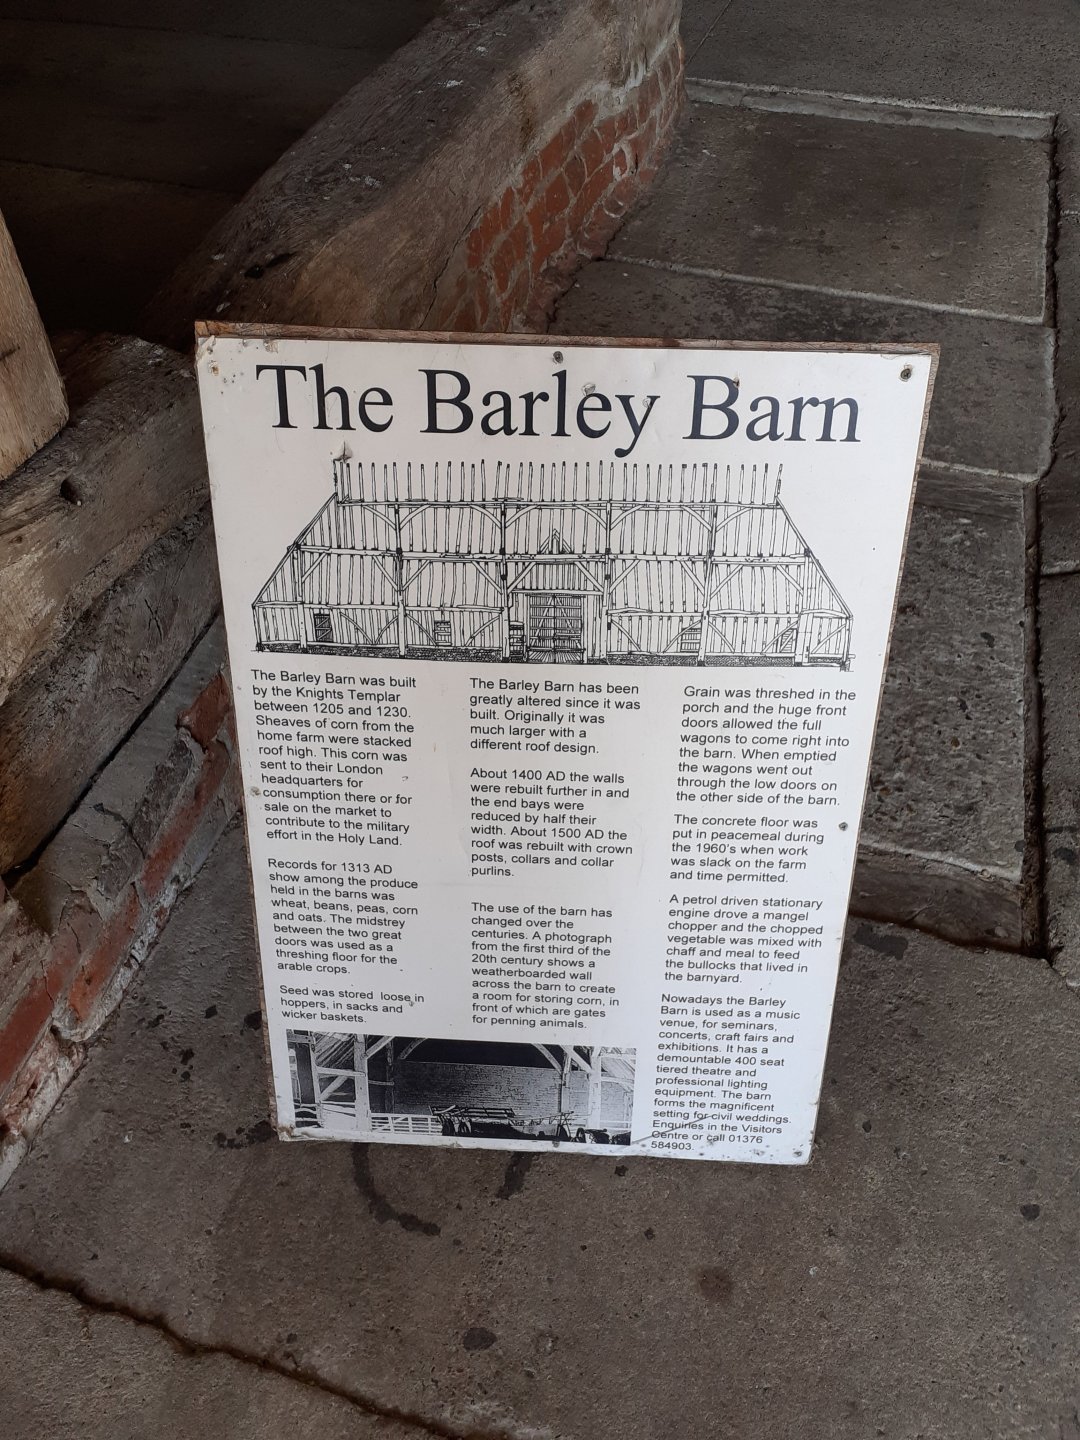 The Barley Barn
The Barley Barn was built
by the Knights Templar
between 1205 and 1230.
Sheaves of corn from the
home farm were stacked
roof high. This corn was
sent to their London
headquarters for
consumption there or for
sale on the market to
contribute to the military
effort in the Holy Land.
Records for 1313 AD
show among the produce
held in the barns was
wheat, beans, peas, corn
and oats. The midstrey
between the two great
doors was used as a
threshing floor for the
arable crops.
Seed was stored loose in
hoppers, in sacks and
wicker baskets.
The Barley Barn has been
greatly altered since it was
built. Originally it was
much larger with a
different roof design.
About 1400 AD the walls
were rebuilt further in and
the end bays were
reduced by half their
width. About 1500 AD the
roof was rebuilt with crown
posts, collars and collar
purlins.
The use of the barn has
changed over the
centuries. A photograph
from the first third of the
20th century shows a
weatherboarded wall
across the barn to create
a room for storing corn, in
front of which are gates
for penning animals.
Grain was threshed in the
porch and the huge front
doors allowed the full
wagons to come right into
the barn. When emptied
the wagons went out
through the low doors on
the other side of the barn.
The concrete floor was
put in peacemeal during
the 1960's when work
was slack on the farm
and time permitted.
A petrol driven stationary
engine drove a mangel
chopper and the chopped
vegetable was mixed with
chaff and meal to feed
the bullocks that lived in
the barnyard.
Nowadays the Barley
Barn is used as a music
venue, for seminars,
concerts, craft fairs and
exhibitions. It has a
demountable 400 seat
tiered theatre and
professional lighting
equipment. The barn
forms the magnificent
setting for civil weddings.
Enquiries in the Visitors
Centre or call 01376
584903.